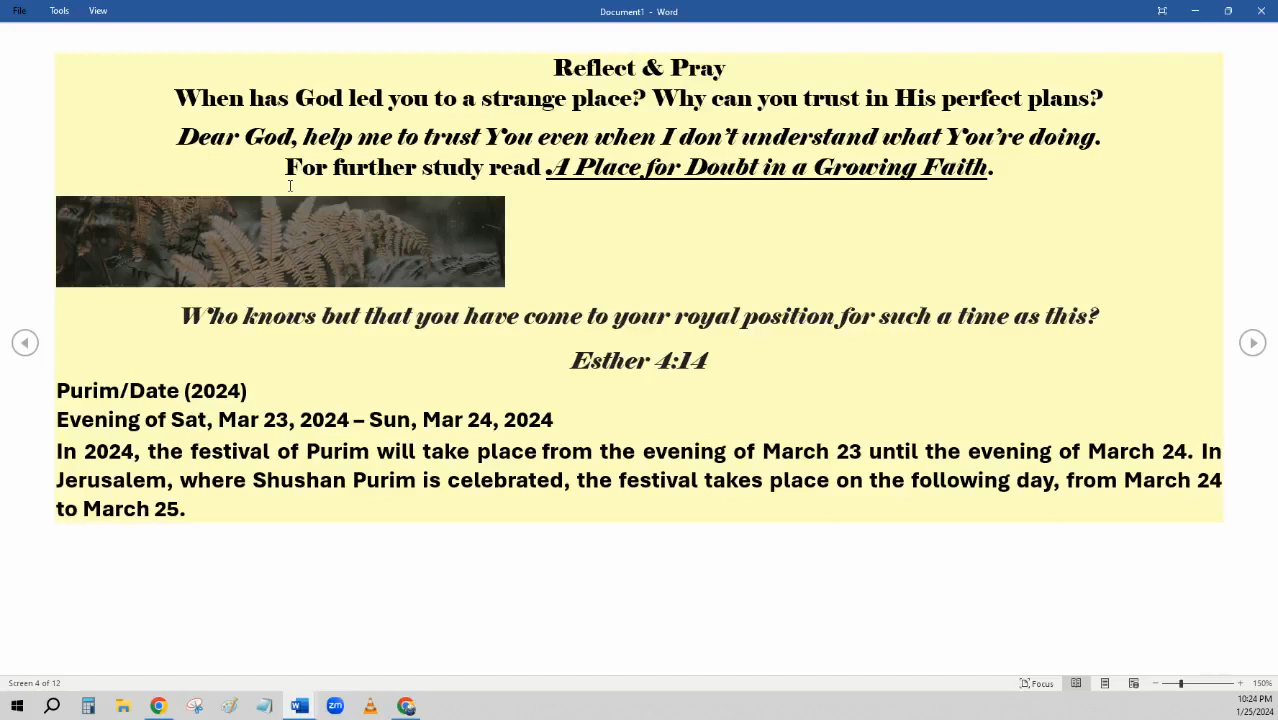 File Tools View Document1 - Word
Reflect & Pray
When has God led you to a strange place? Why can you trust in His perfect plans?
Dear God, help me to trust You even when I don't understand what You're doing.
For further study read A Place for Doubt in a Growing Faith.
Who knows but that you have come to your royal position for such a time as this?
Esther 4:14
Purim/Date (2024)
Evening of Sat, Mar 23, 2024 – Sun, Mar 24, 2024
In 2024, the festival of Purim will take place from the evening of March 23 until the evening of March 24. In
Jerusalem, where Shushan Purim is celebrated, the festival takes place on the following day, from March 24
to March 25.
Screen 4 of 12 Focus 150%
zm
10:24 PM
1/25/2024